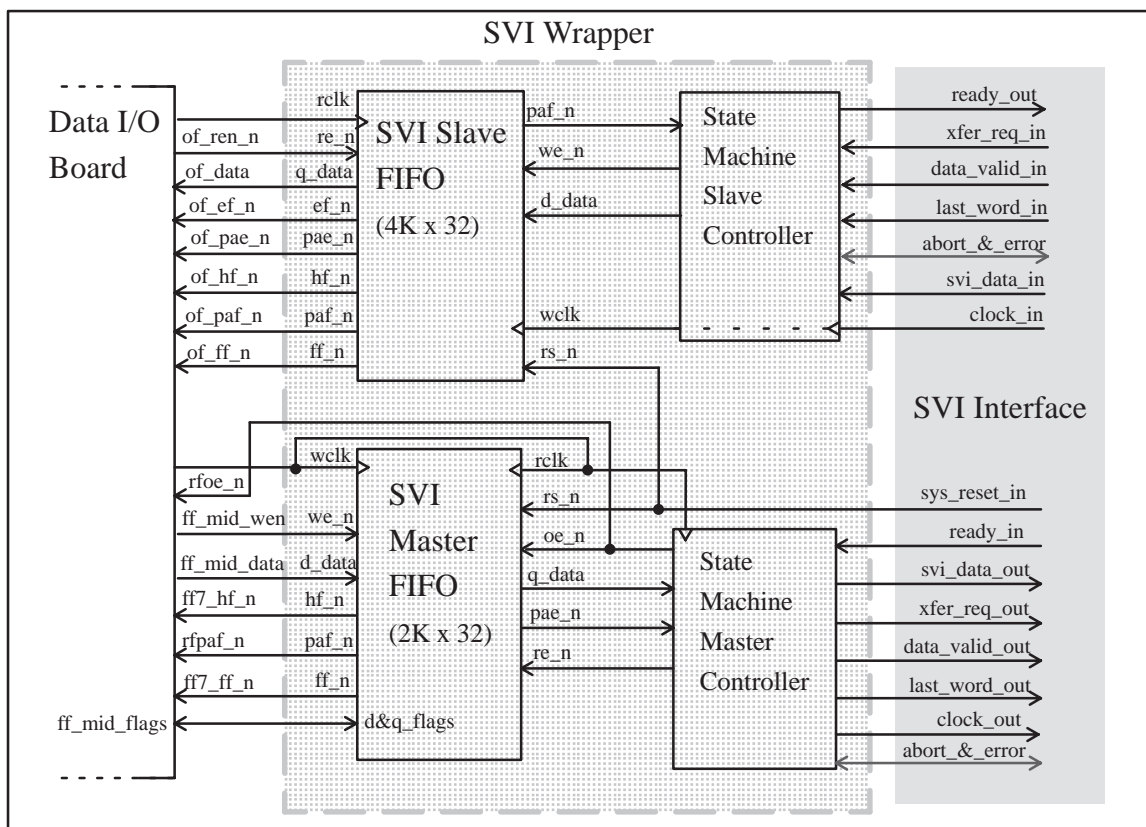 SVI Wrapper
Data I/O
Board
rclk
of_ren_n
re_n
of_data
q_data
of_ef_n
ef_n
of_pae_n
pae_n
of_hf_n
hf_n
of_paf_n
paf_n
of_ff_n
ff_n
SVI Slave
FIFO
(4K x 32)
paf_n
we_n
d_data
wclk
rs_n
State
Machine
Slave
Controller
ready_out
xfer_req_in
data_valid_in
last_word_in
abort_&_error
svi_data_in
clock_in
SVI Interface
wclk
rfoe_n
ff_mid_wen
we_n
ff_mid_data
d_data
ff7_hf_n
hf_n
rfpaf_n
paf_n
ff7_ff_n
ff_n
ff_mid_flags
d&q_flags
SVI
Master
FIFO
(2K x 32)
rclk
rs_n
oe_n
q_data
pae_n
re_n
State
Machine
Master
Controller
sys_reset_in
ready_in
svi_data_out
xfer_req_out
data_valid_out
last_word_out
clock_out
abort_&_error